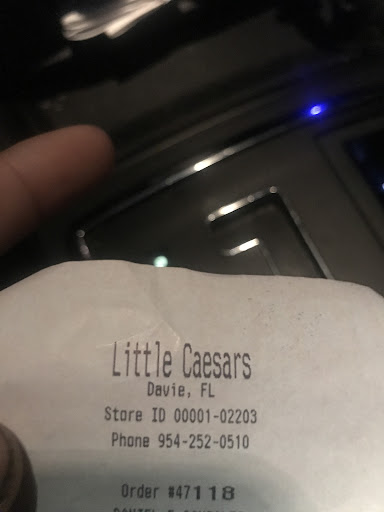 Little Caesars
Davie, FL
Store ID 00001-02203
Phone 954-252-0510
Order #47118